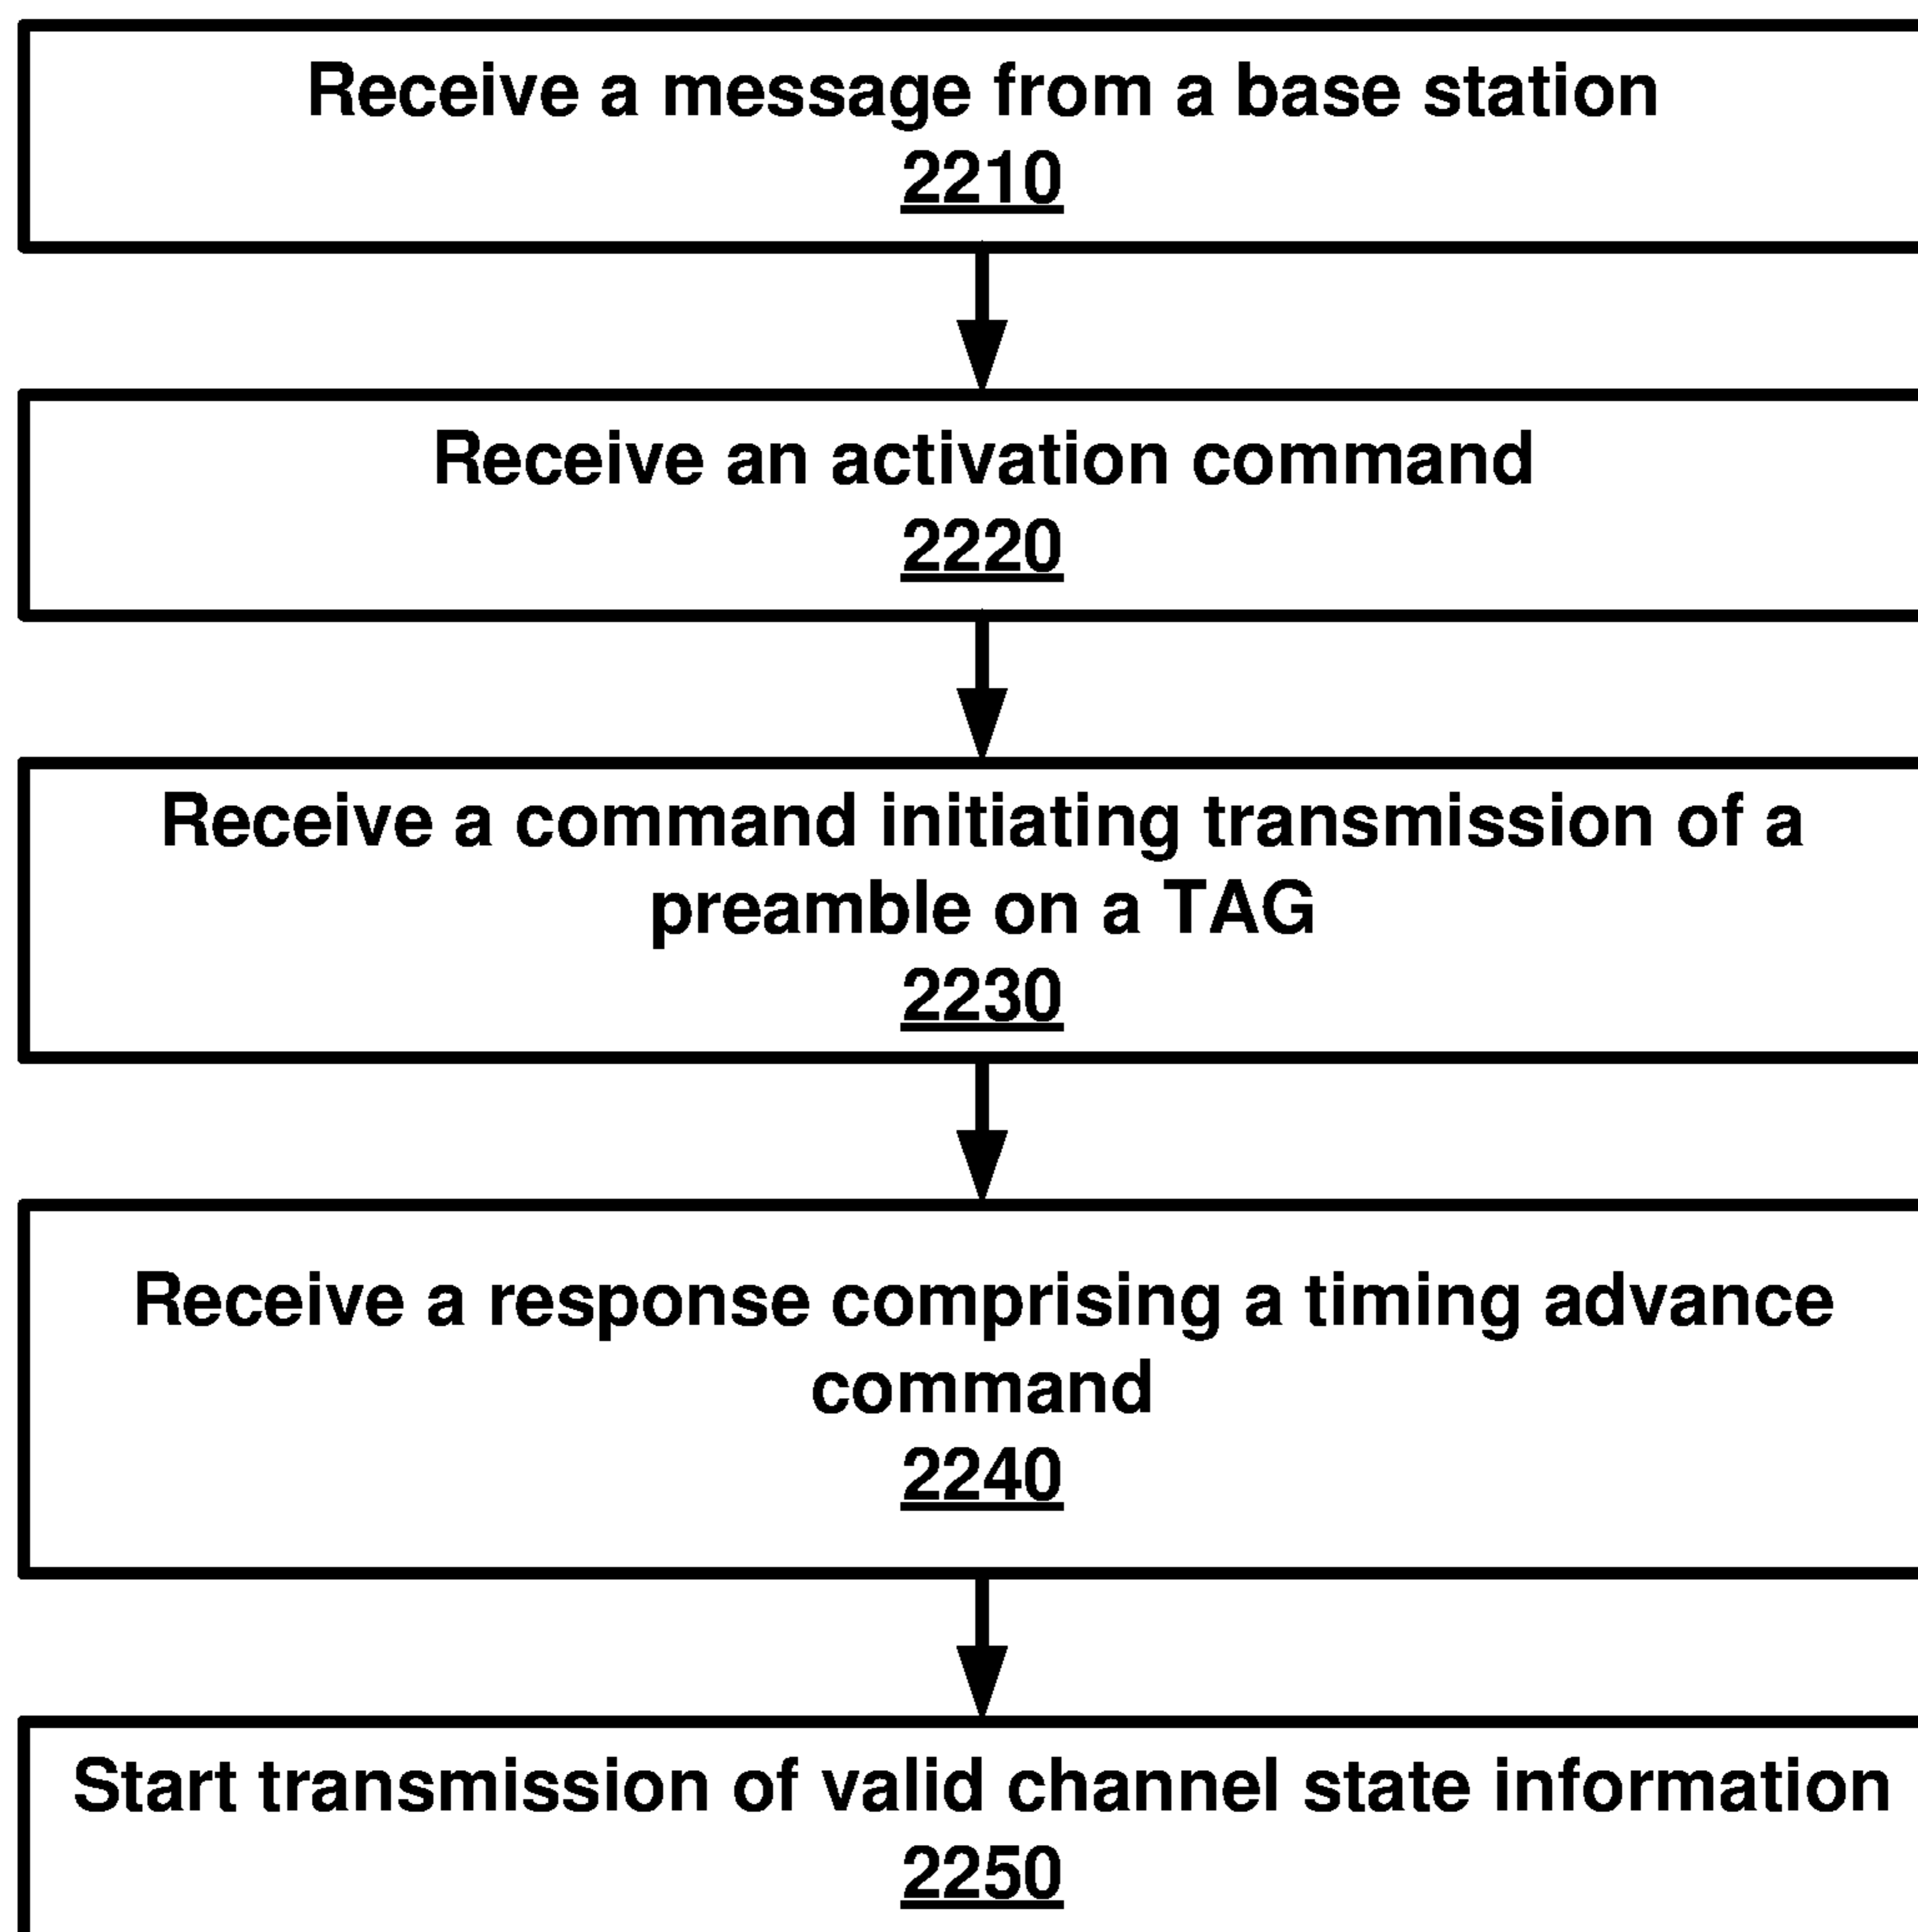 Receive a message from a base station
2210
Receive an activation command
2220
Receive a command initiating transmission of a
preamble on a TAG
2230
Receive a response comprising a timing advance
command
2240
Start transmission of valid channel state information
2250